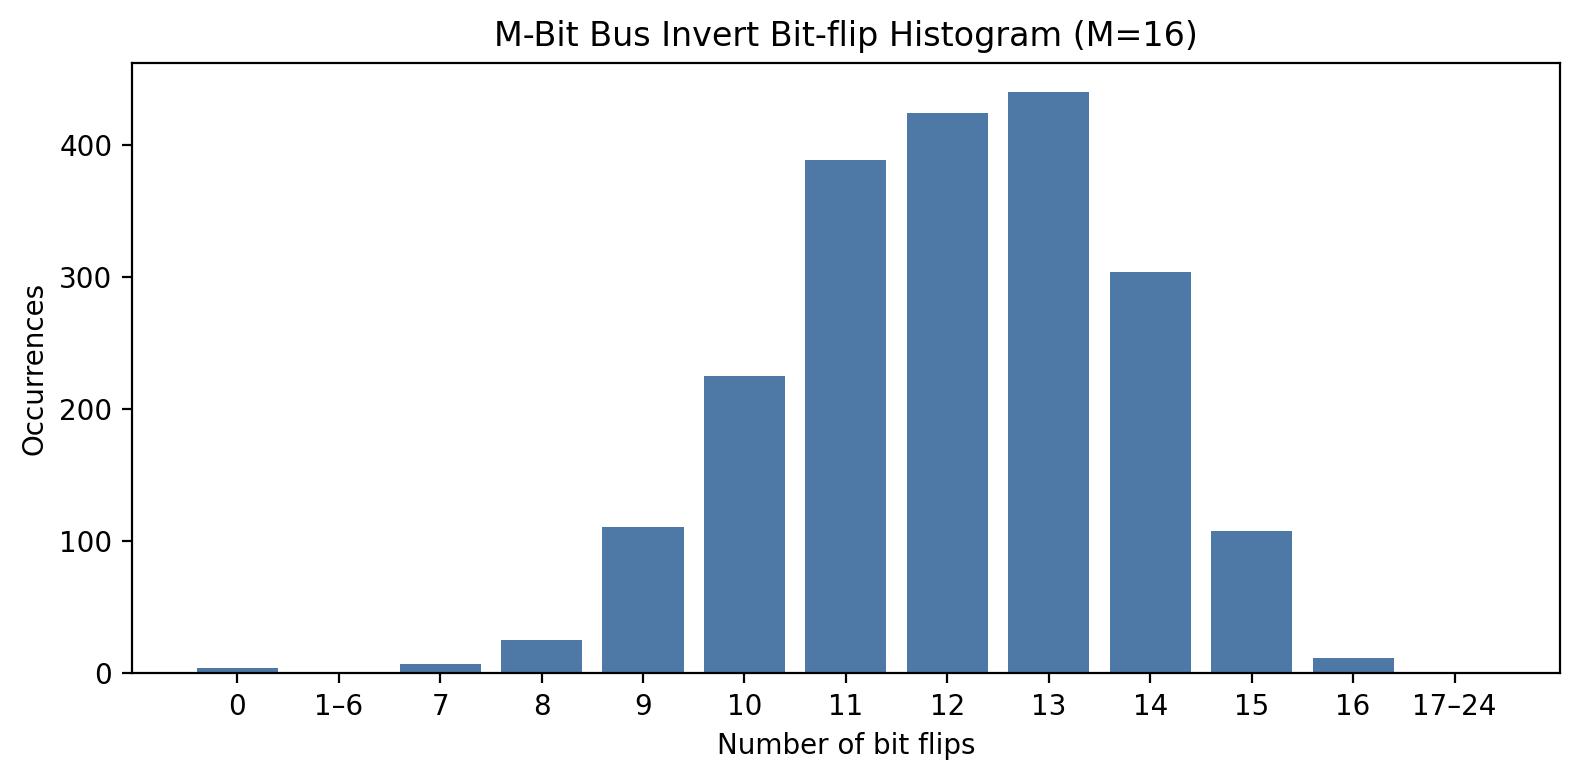 M-Bit Bus Invert Bit-flip Histogram (M=16)
Occurrences
400
300
200
100
0
0 1–6 7 8 9 10 11 12 13 14 15 16 17–24
Number of bit flips